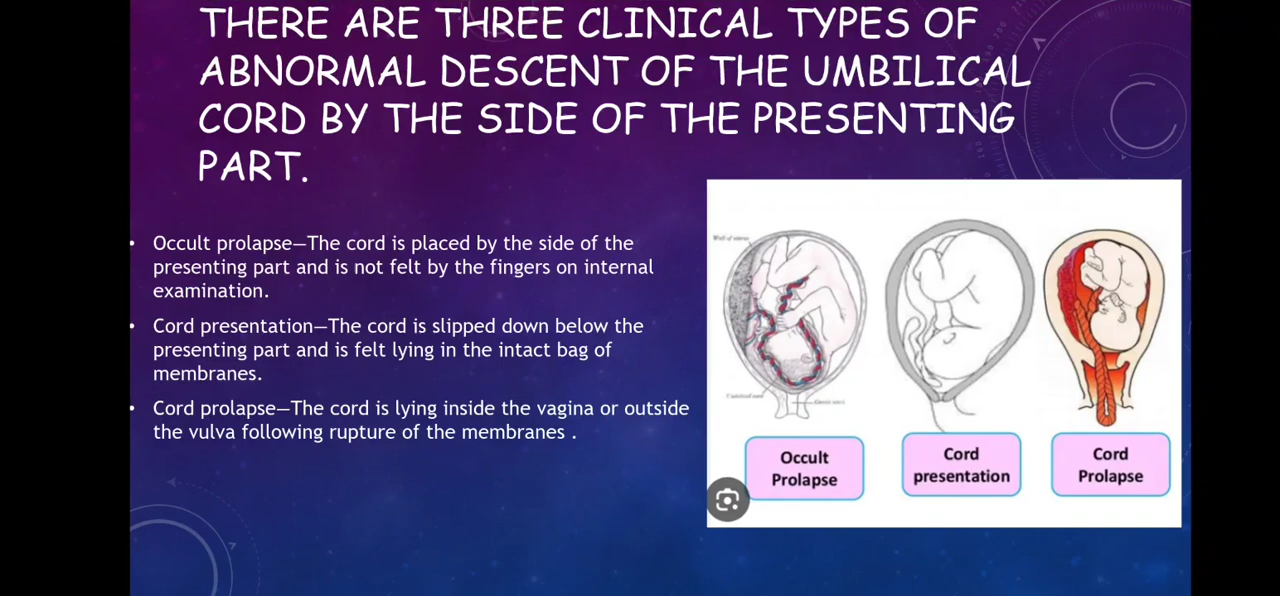 THERE ARE THREE CLINICAL TYPES OF
ABNORMAL DESCENT OF THE UMBILICAL
CORD BY THE SIDE OF THE PRESENTING
PART.
• Occult prolapse—The cord is placed by the side of the
presenting part and is not felt by the fingers on internal
examination.
• Cord presentation—The cord is slipped down below the
presenting part and is felt lying in the intact bag of
membranes.
• Cord prolapse—The cord is lying inside the vagina or outside
the vulva following rupture of the membranes .
Wall of uterus
Umbilical cord
Occult
Prolapse
Cord
presentation
Cord
Prolapse